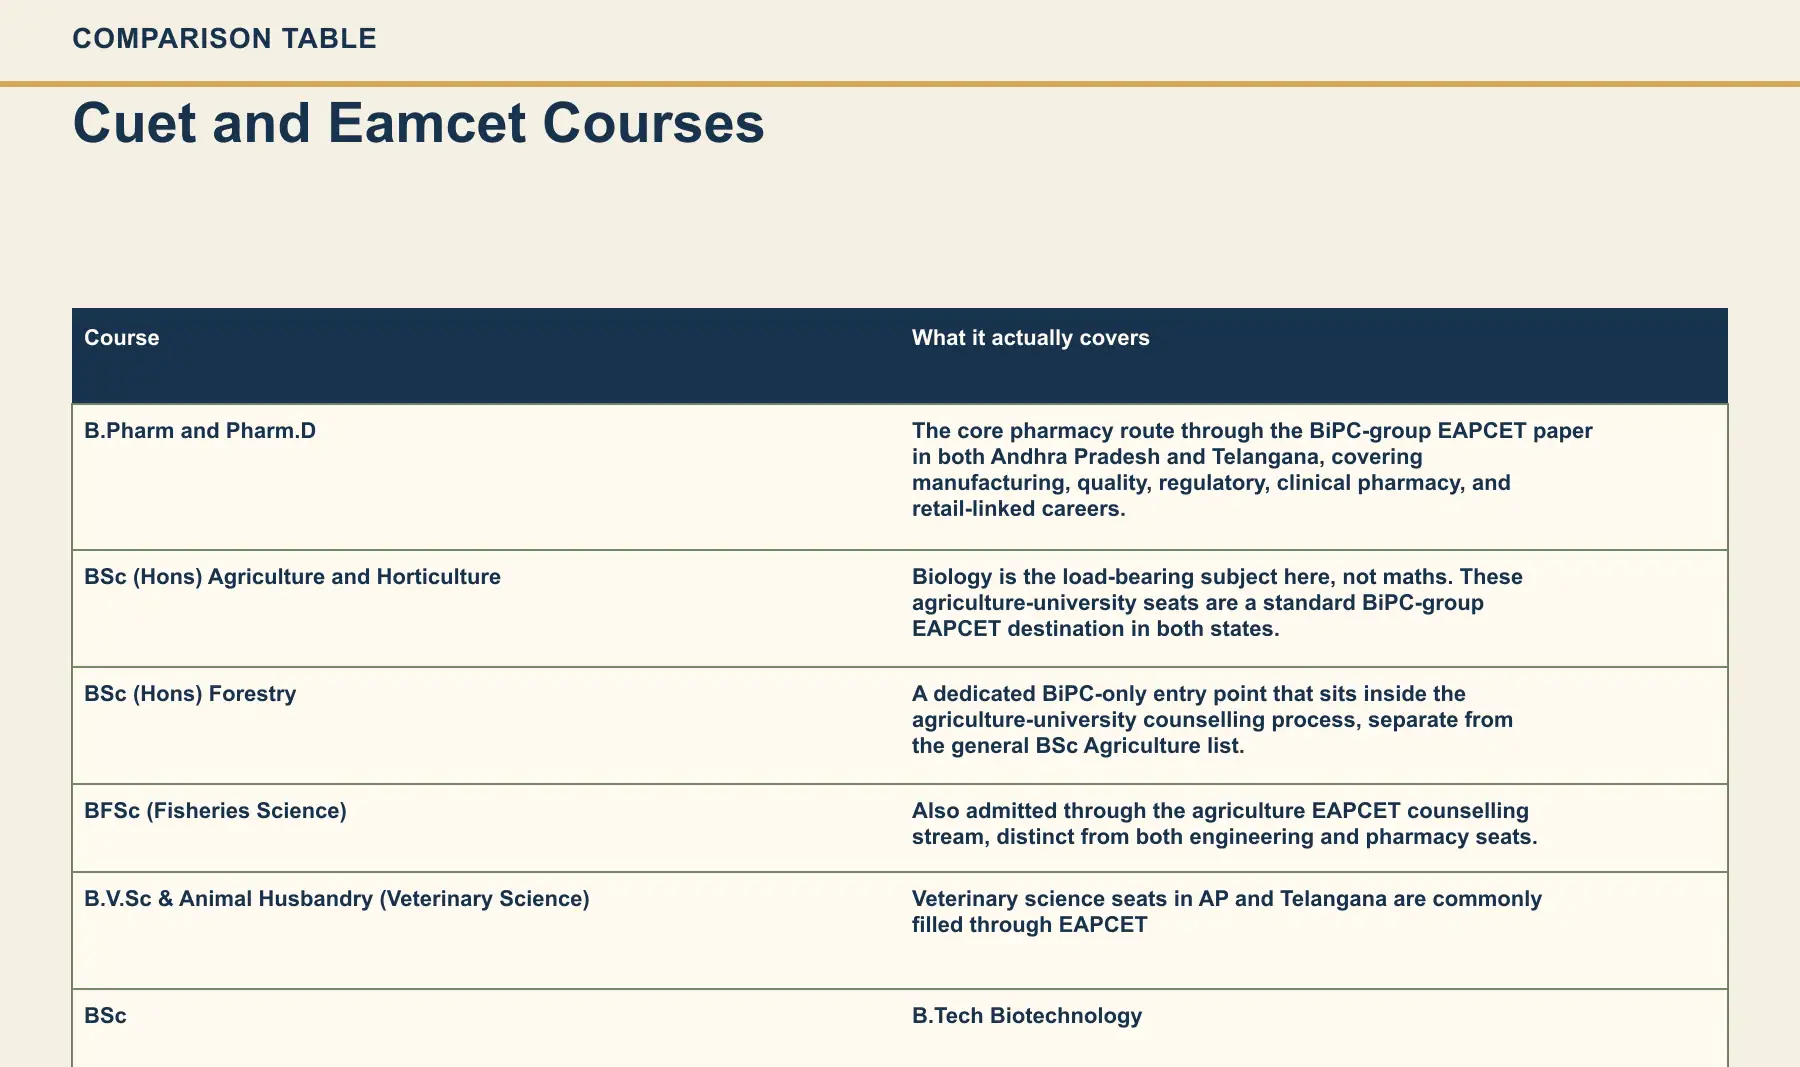 COMPARISON TABLE
Cuet and Eamcet Courses
Course
What it actually covers
B.Pharm and Pharm.D
The core pharmacy route through the BiPC-group EAPCET paper
in both Andhra Pradesh and Telangana, covering
manufacturing, quality, regulatory, clinical pharmacy, and
retail-linked careers.
BSc (Hons) Agriculture and Horticulture
Biology is the load-bearing subject here, not maths. These
agriculture-university seats are a standard BiPC-group
EAPCET destination in both states.
BSc (Hons) Forestry
A dedicated BiPC-only entry point that sits inside the
agriculture-university counselling process, separate from
the general BSc Agriculture list.
BFSc (Fisheries Science)
Also admitted through the agriculture EAPCET counselling
stream, distinct from both engineering and pharmacy seats.
B.V.Sc & Animal Husbandry (Veterinary Science)
Veterinary science seats in AP and Telangana are commonly
filled through EAPCET
BSc
B.Tech Biotechnology